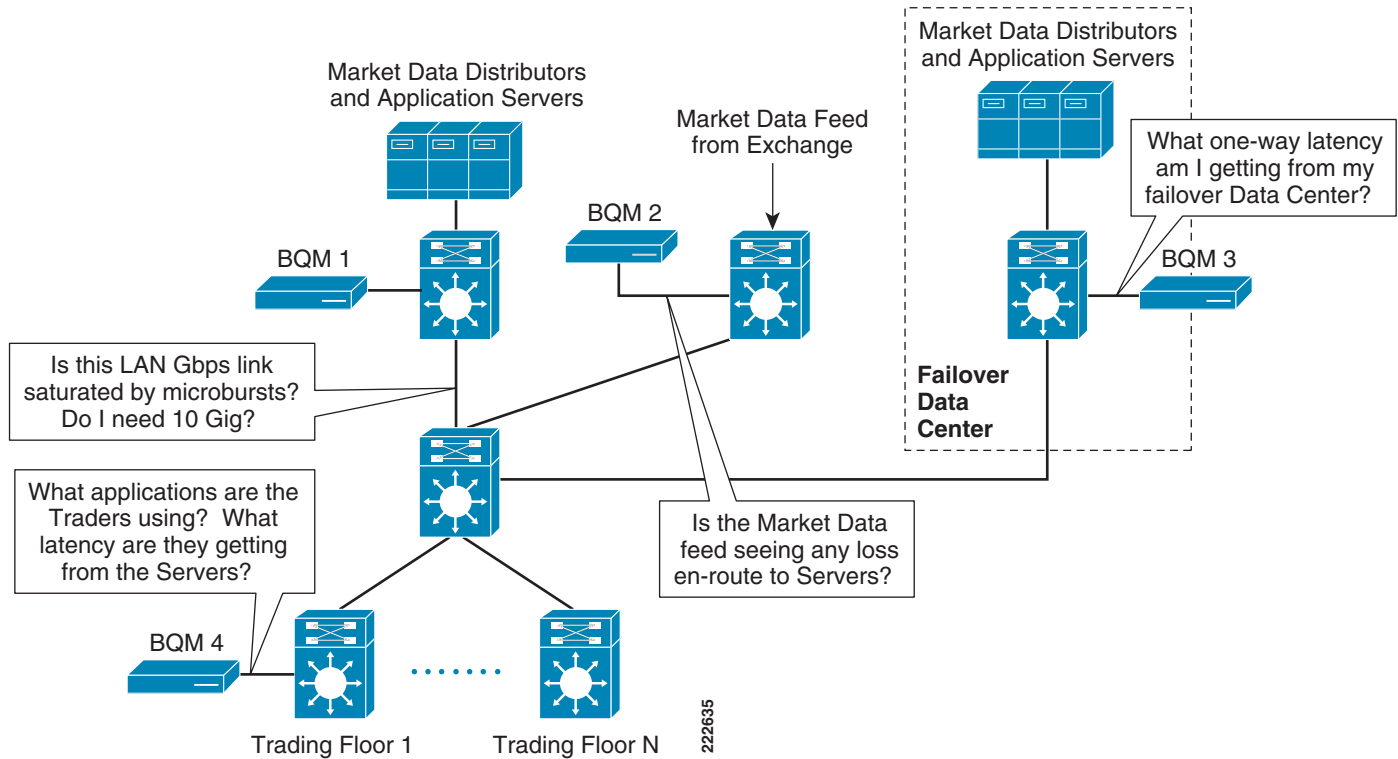 Market Data Distributors
and Application Servers
Market Data Distributors
and Application Servers
Market Data Feed
from Exchange
What one-way latency
am I getting from my
failover Data Center?
BQM 2
BQM 1
BQM 3
Is this LAN Gbps link
saturated by microbursts?
Do I need 10 Gig?
Failover
Data
Center
What applications are the
Traders using? What
latency are they getting
from the Servers?
Is the Market Data
feed seeing any loss
en-route to Servers?
BQM 4
Trading Floor 1
Trading Floor N
222635